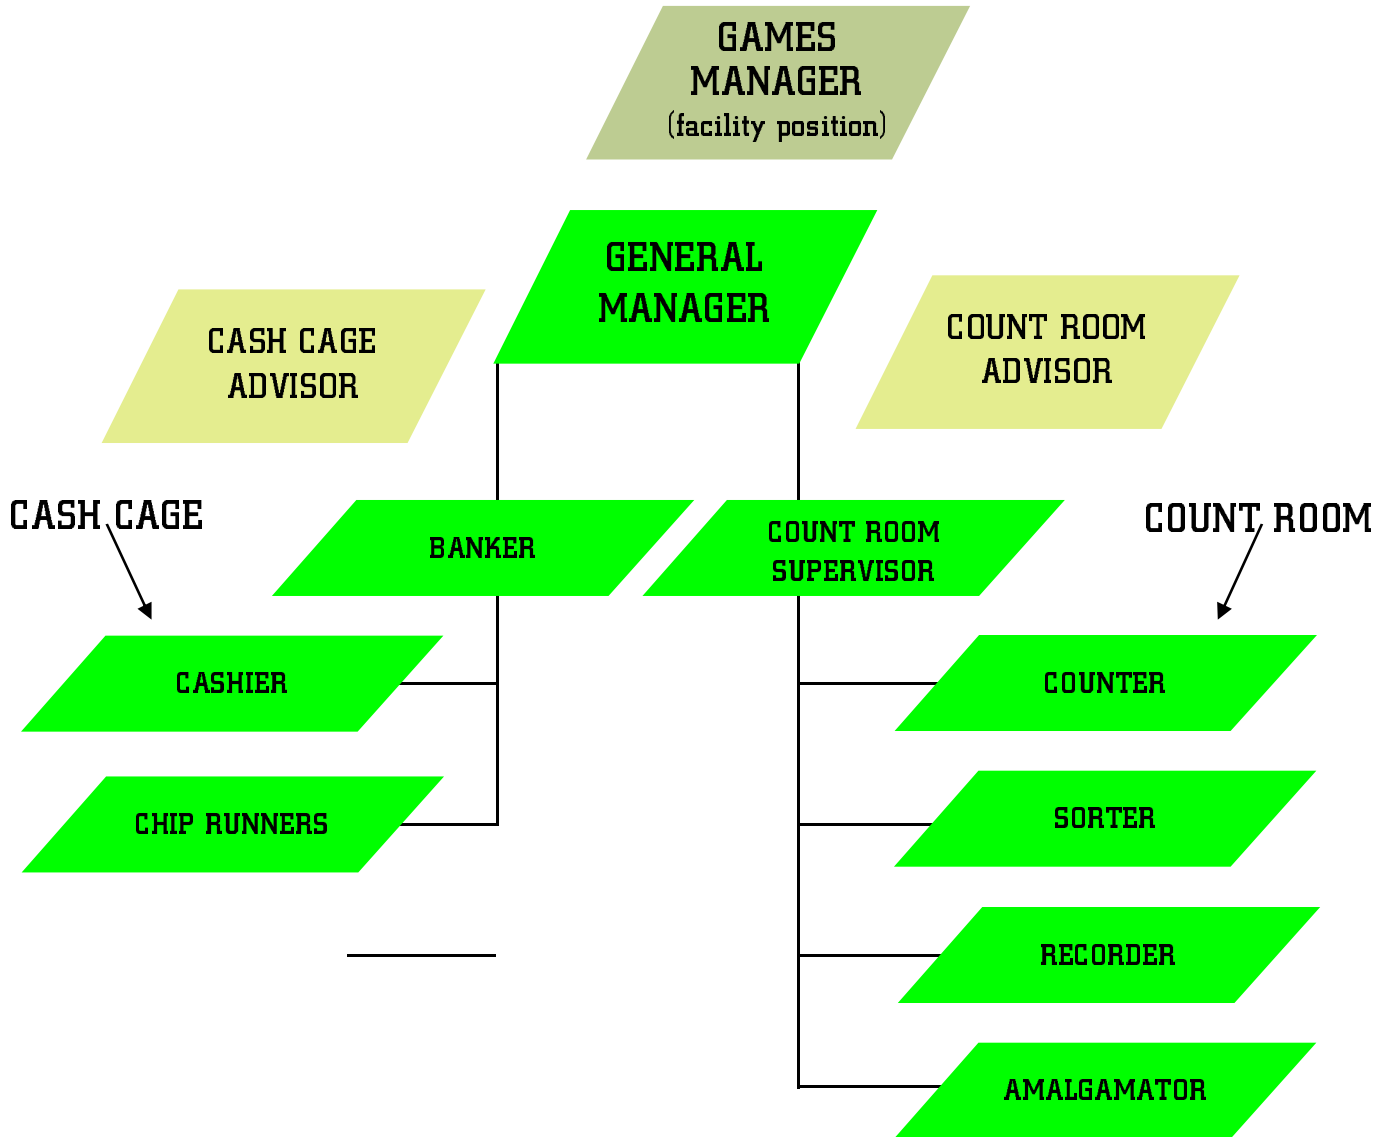 GAMES
MANAGER
(facility position)
GENERAL
MANAGER
CASH CAGE
ADVISOR
COUNT ROOM
ADVISOR
CASH CAGE
COUNT ROOM
BANKER
COUNT ROOM
SUPERVISOR
CASHIER
COUNTER
CHIP RUNNERS
SORTER
RECORDER
AMALGAMATOR